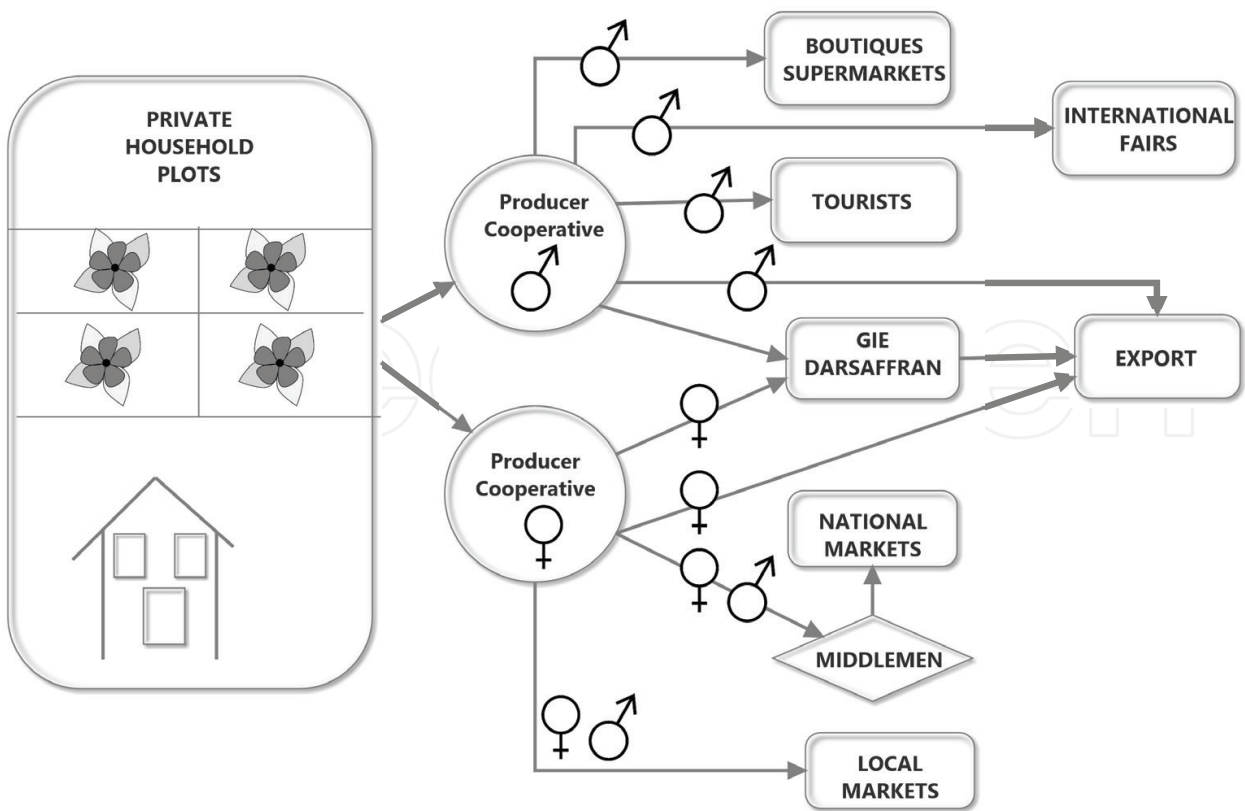 PRIVATE
HOUSEHOLD
PLOTS
Producer
Cooperative
Producer
Cooperative
BOUTIQUES
SUPERMARKETS
INTERNATIONAL
FAIRS
TOURISTS
GIE
DARSAFFRAN
EXPORT
NATIONAL
MARKETS
MIDDLEMEN
LOCAL
MARKETS